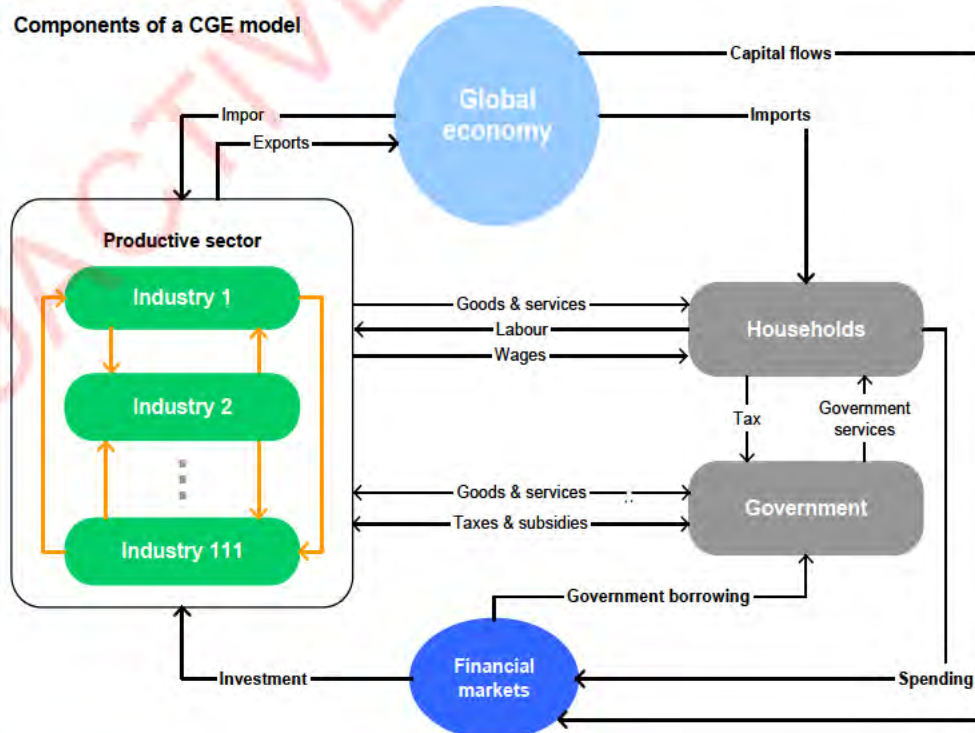 Components of a CGE model
Capital flows
Global
economy
Impor
Imports
Exports
Productive sector
Industry 1
Goods & services
Labour
Households
Wages
Industry 2
Tax
Government
services
Goods & services
Government
Taxes & subsidies
Industry 111
Government borrowing
Financial
markets
Investment
Spending